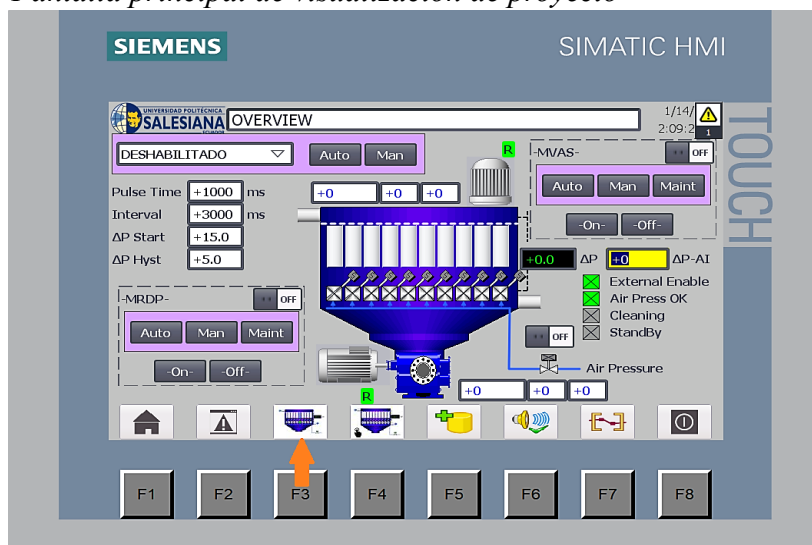 Pantalla principal de visualización de proyecto
SIEMENS
SIMATIC HMI
TOUCH
UNIVERSIDAD POLITÉCNICA
SALESIANA
ECUADOR
OVERVIEW
1/14/
2:09:2
1
DESHABILITADO
Auto
Man
R
-MVAS-
OFF
Auto
Man
Maint
-On-
-Off-
Pulse Time +1000 ms
Interval +3000 ms
ΔP Start +15.0
ΔP Hyst +5.0
+0 +0 +0
+0.0 ΔP +0 ΔP-AI
External Enable
Air Press OK
Cleaning
StandBy
OFF
-MRDP-
OFF
Auto
Man
Maint
-On-
-Off-
Air Pressure
R
+0 +0 +0
F1 F2 F3 F4 F5 F6 F7 F8